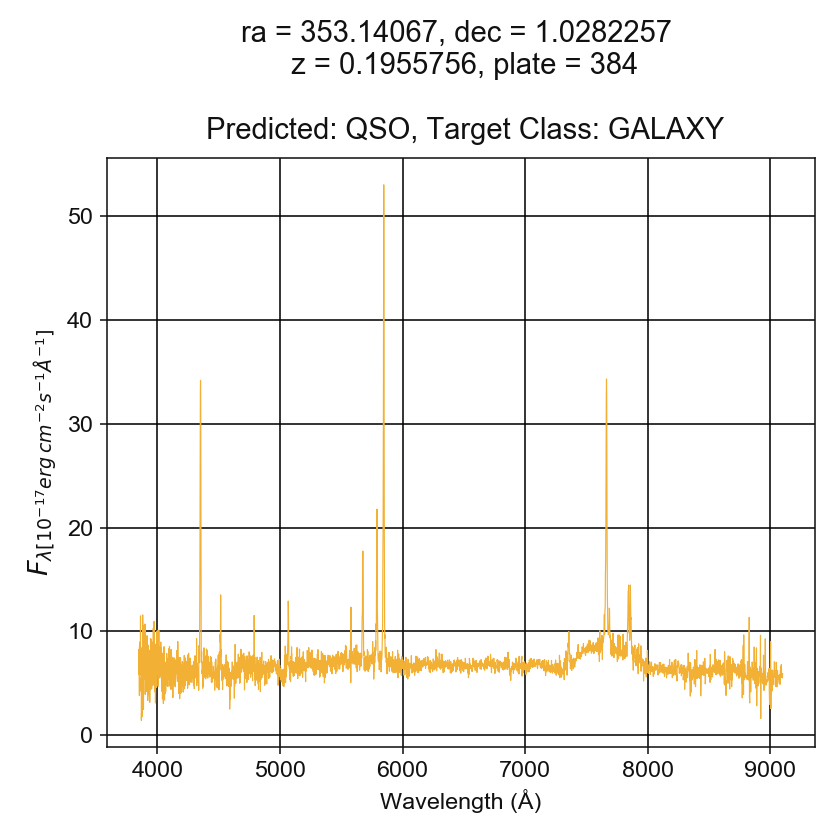 ra = 353.14067, dec = 1.0282257
z = 0.1955756, plate = 384
Predicted: QSO, Target Class: GALAXY
50
40
30
20
10
0
F_{λ[10^{−17}erg cm^{−2}s^{−1}Å^{−1}]}
4000 5000 6000 7000 8000 9000
Wavelength (Å)